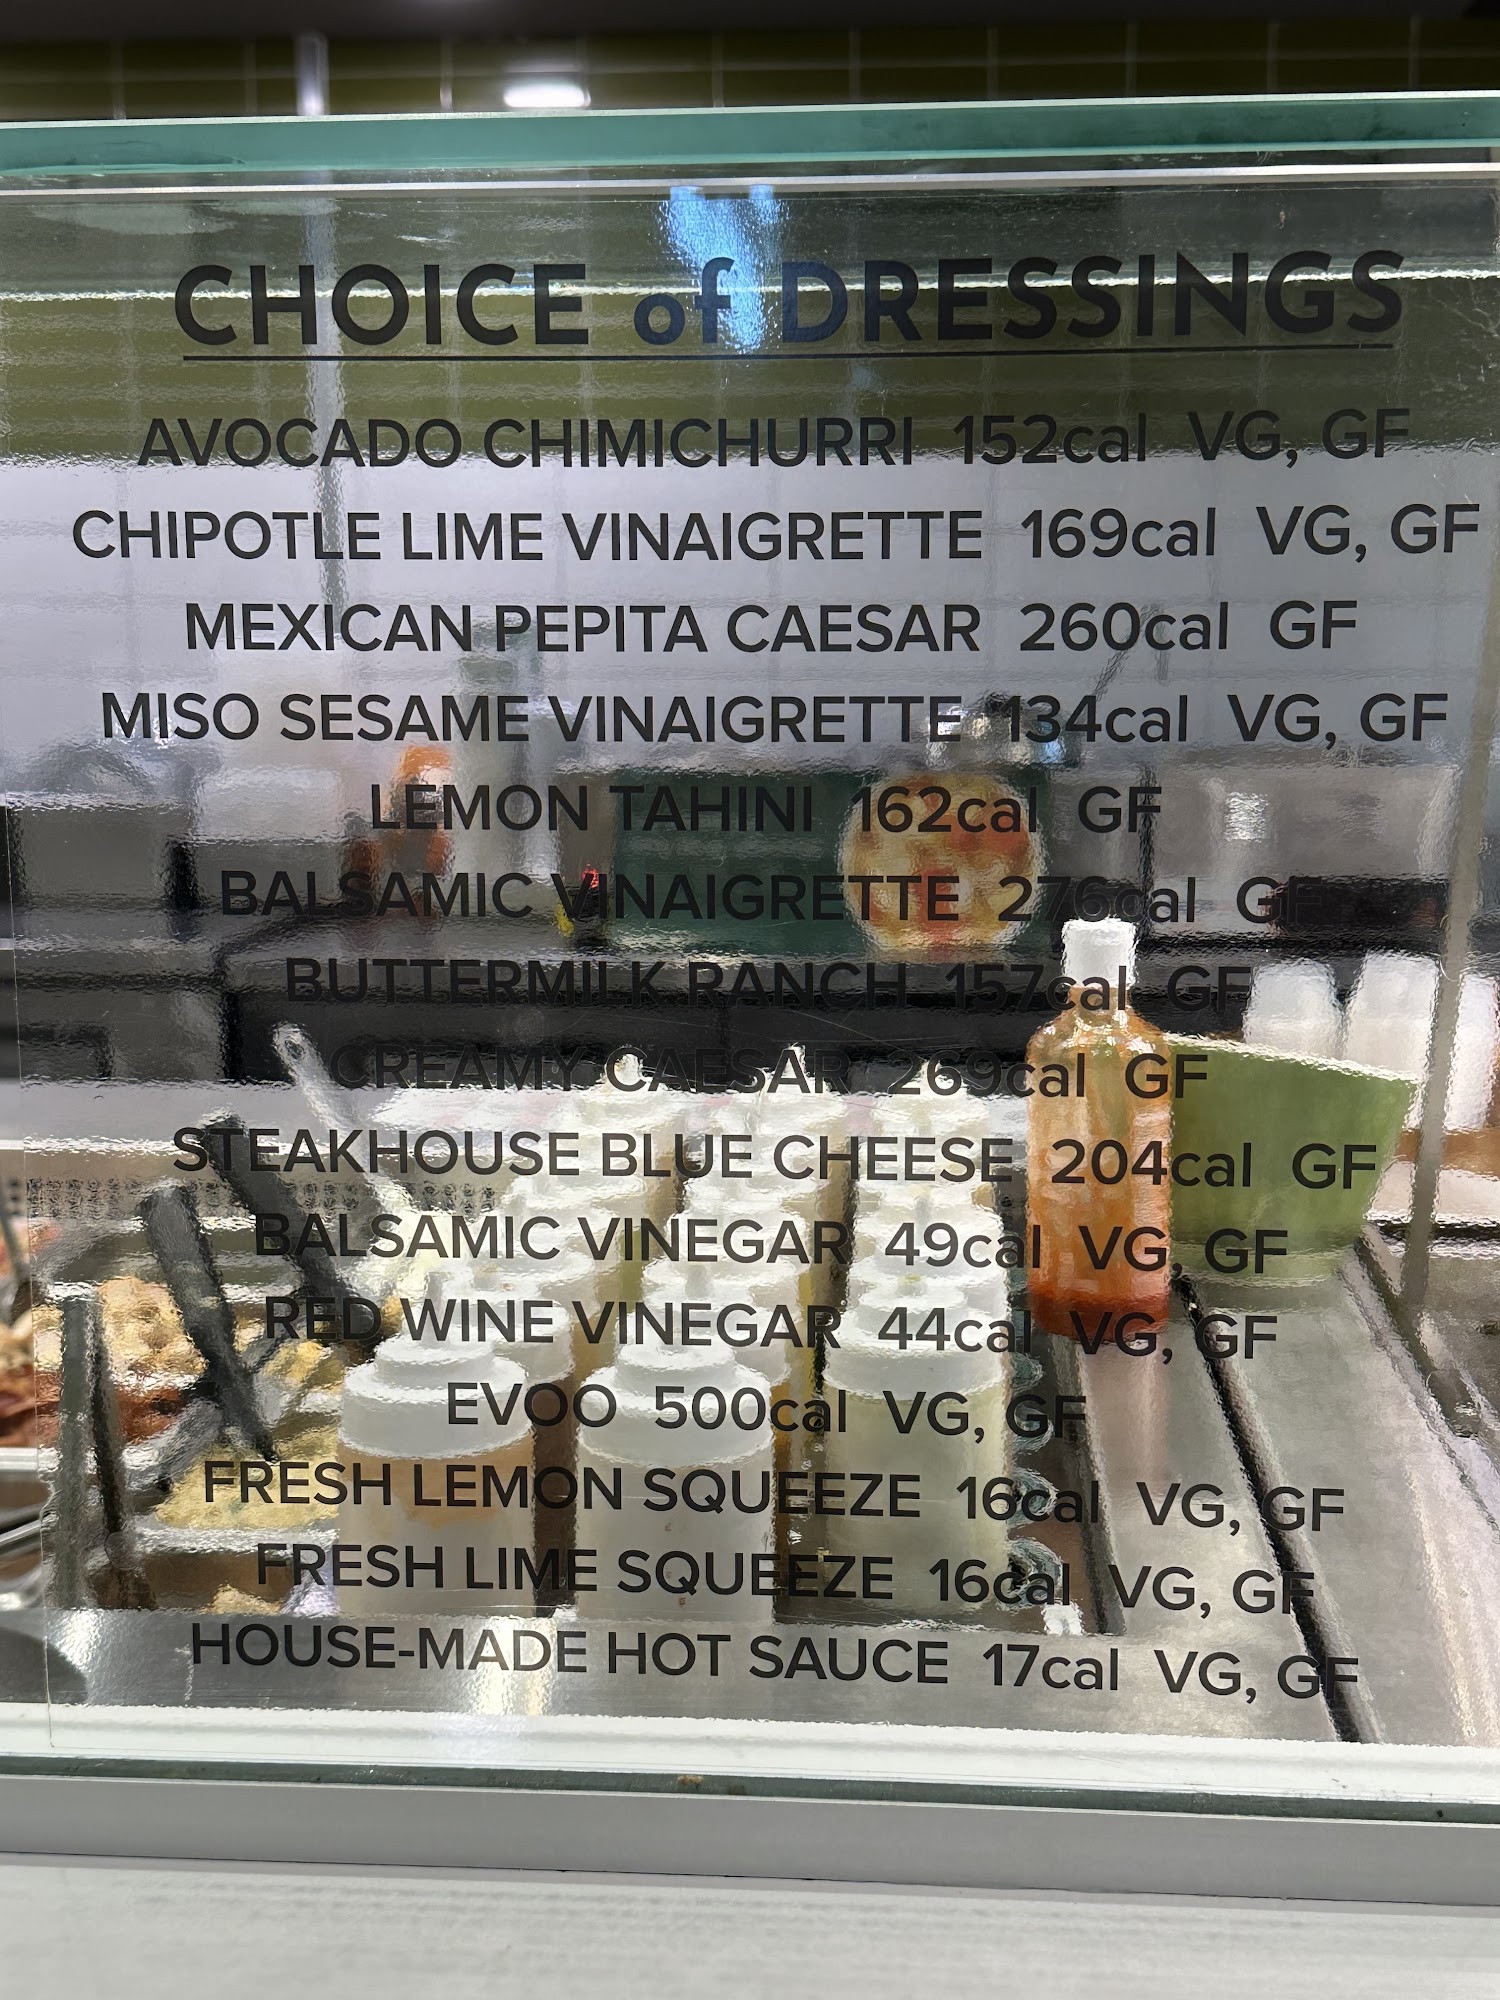 CHOICE of DRESSINGS
AVOCADO CHIMICHURRI 152cal VG, GF
CHIPOTLE LIME VINAIGRETTE 169cal VG, GF
MEXICAN PEPITA CAESAR 260cal GF
MISO SESAME VINAIGRETTE 134cal VG, GF
LEMON TAHINI 162cal GF
BALSAMIC VINAIGRETTE 276cal GF
BUTTERMILK RANCH 157cal GF
CREAMY CAESAR 269cal GF
STEAKHOUSE BLUE CHEESE 204cal GF
BALSAMIC VINEGAR 49cal VG, GF
RED WINE VINEGAR 44cal VG, GF
EVOO 500cal VG, GF
FRESH LEMON SQUEEZE 16cal VG, GF
FRESH LIME SQUEEZE 16cal VG, GF
HOUSE-MADE HOT SAUCE 17cal VG, GF